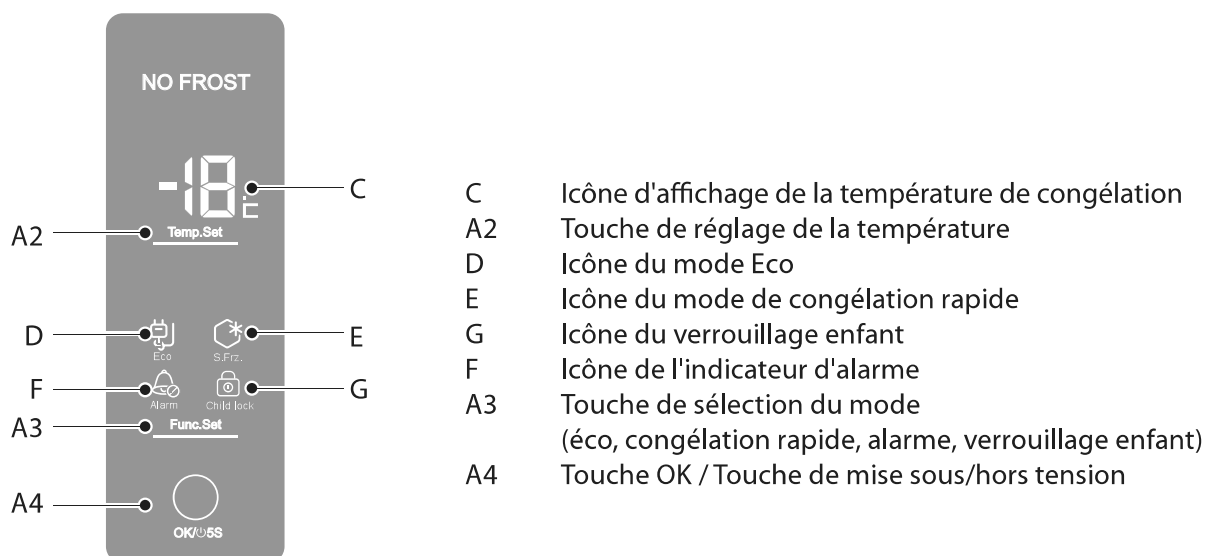 NO FROST
-18
C
A2
Temp.Set
D
E
Eco
S.Frz.
F
G
Alarm
Child lock
A3
Func.Set
A4
OK/⏻5S
C Icône d'affichage de la température de congélation
A2 Touche de réglage de la température
D Icône du mode Eco
E Icône du mode de congélation rapide
G Icône du verrouillage enfant
F Icône de l'indicateur d'alarme
A3 Touche de sélection du mode
(éco, congélation rapide, alarme, verrouillage enfant)
A4 Touche OK / Touche de mise sous/hors tension